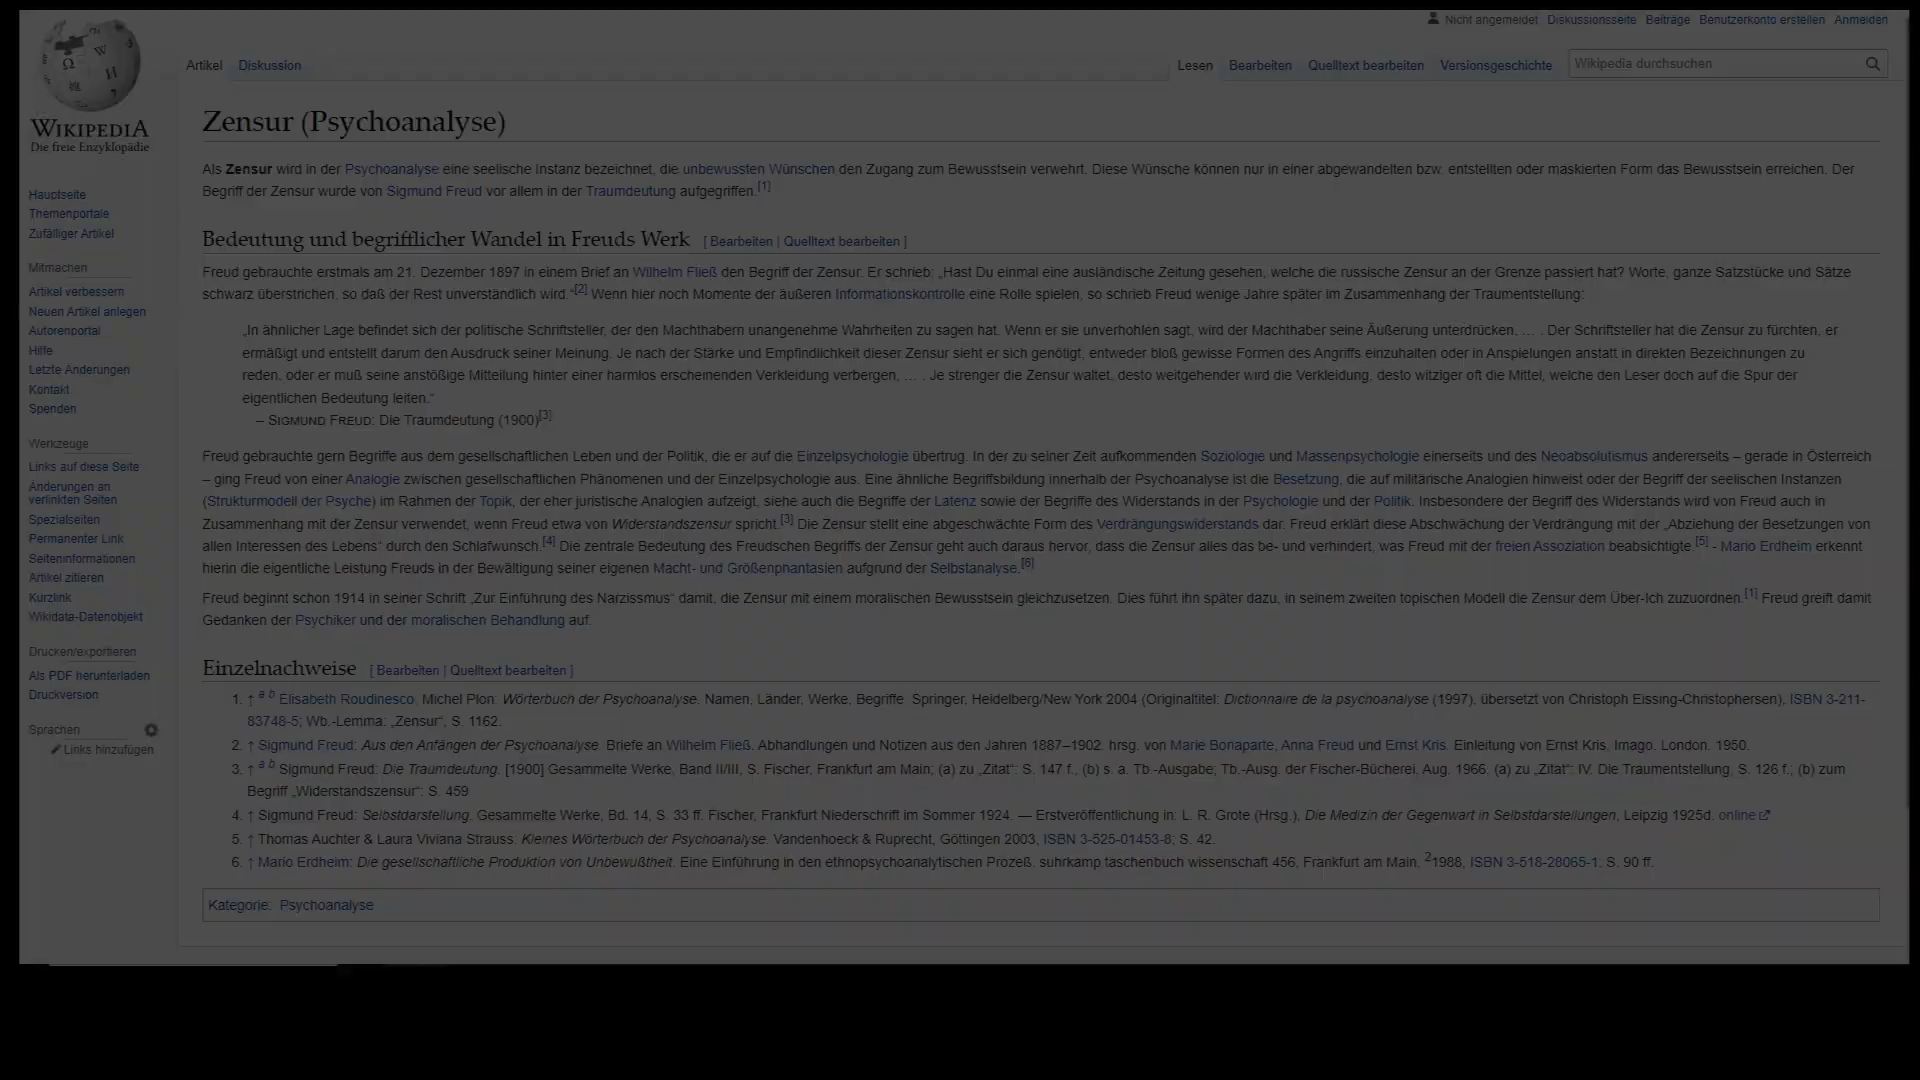 Nicht angemeldet Diskussionsseite Beiträge Benutzerkonto erstellen Anmelden
Artikel Diskussion Lesen Bearbeiten Quelltext bearbeiten Versionsgeschichte Wikipedia durchsuchen
WIKIPEDIA
Die freie Enzyklopädie
Hauptseite
Themenportale
Zufälliger Artikel
Mitmachen
Artikel verbessern
Neuen Artikel anlegen
Autorenportal
Hilfe
Letzte Änderungen
Kontakt
Spenden
Werkzeuge
Links auf diese Seite
Änderungen an
verlinkten Seiten
Spezialseiten
Permanenter Link
Seiteninformationen
Artikel zitieren
Kurzlink
Wikidata-Datenobjekt
Drucken/exportieren
Als PDF herunterladen
Druckversion
Sprachen
Links hinzufügen
Zensur (Psychoanalyse)
Als Zensur wird in der Psychoanalyse eine seelische Instanz bezeichnet, die unbewussten Wünschen den Zugang zum Bewusstsein verwehrt. Diese Wünsche können nur in einer abgewandelten bzw. entstellten oder maskierten Form das Bewusstsein erreichen. Der
Begriff der Zensur wurde von Sigmund Freud vor allem in der Traumdeutung aufgegriffen.[1]
Bedeutung und begrifflicher Wandel in Freuds Werk [ Bearbeiten | Quelltext bearbeiten ]
Freud gebrauchte erstmals am 21. Dezember 1897 in einem Brief an Wilhelm Fließ den Begriff der Zensur. Er schrieb: „Hast Du einmal eine ausländische Zeitung gesehen, welche die russische Zensur an der Grenze passiert hat? Worte, ganze Satzstücke und Sätze
schwarz überstrichen, so daß der Rest unverständlich wird.“[2] Wenn hier noch Momente der äußeren Informationskontrolle eine Rolle spielen, so schrieb Freud wenige Jahre später im Zusammenhang der Traumentstellung:
„In ähnlicher Lage befindet sich der politische Schriftsteller, der den Machthabern unangenehme Wahrheiten zu sagen hat. Wenn er sie unverhohlen sagt, wird der Machthaber seine Äußerung unterdrücken, … . Der Schriftsteller hat die Zensur zu fürchten, er
ermäßigt und entstellt darum den Ausdruck seiner Meinung. Je nach der Stärke und Empfindlichkeit dieser Zensur sieht er sich genötigt, entweder bloß gewisse Formen des Angriffs einzuhalten oder in Anspielungen anstatt in direkten Bezeichnungen zu
reden, oder er muß seine anstößige Mitteilung hinter einer harmlos erscheinenden Verkleidung verbergen, … . Je strenger die Zensur waltet, desto weitgehender wird die Verkleidung, desto witziger oft die Mittel, welche den Leser doch auf die Spur der
eigentlichen Bedeutung leiten.“
– SIGMUND FREUD: Die Traumdeutung (1900)[3]
Freud gebrauchte gern Begriffe aus dem gesellschaftlichen Leben und der Politik, die er auf die Einzelpsychologie übertrug. In der zu seiner Zeit aufkommenden Soziologie und Massenpsychologie einerseits und des Neoabsolutismus andererseits – gerade in Österreich
– ging Freud von einer Analogie zwischen gesellschaftlichen Phänomenen und der Einzelpsychologie aus. Eine ähnliche Begriffsbildung innerhalb der Psychoanalyse ist die Besetzung, die auf militärische Analogien hinweist oder der Begriff der seelischen Instanzen
(Strukturmodell der Psyche) im Rahmen der Topik, der eher juristische Analogien aufzeigt, siehe auch die Begriffe der Latenz sowie der Begriffe des Widerstands in der Psychologie und der Politik. Insbesondere der Begriff des Widerstands wird von Freud auch in
Zusammenhang mit der Zensur verwendet, wenn Freud etwa von Widerstandszensur spricht.[3] Die Zensur stellt eine abgeschwächte Form des Verdrängungswiderstands dar. Freud erklärt diese Abschwächung der Verdrängung mit der „Abziehung der Besetzungen von
allen Interessen des Lebens“ durch den Schlafwunsch.[4] Die zentrale Bedeutung des Freudschen Begriffs der Zensur geht auch daraus hervor, dass die Zensur alles das be- und verhindert, was Freud mit der freien Assoziation beabsichtigte.[5] - Mario Erdheim erkennt
hierin die eigentliche Leistung Freuds in der Bewältigung seiner eigenen Macht- und Größenphantasien aufgrund der Selbstanalyse.[6]
Freud beginnt schon 1914 in seiner Schrift „Zur Einführung des Narzissmus“ damit, die Zensur mit einem moralischen Bewusstsein gleichzusetzen. Dies führt ihn später dazu, in seinem zweiten topischen Modell die Zensur dem Über-Ich zuzuordnen.[1] Freud greift damit
Gedanken der Psychiker und der moralischen Behandlung auf.
Einzelnachweise [ Bearbeiten | Quelltext bearbeiten ]
1. ↑ a b Elisabeth Roudinesco; Michel Plon: Wörterbuch der Psychoanalyse. Namen, Länder, Werke, Begriffe. Springer, Heidelberg/New York 2004 (Originaltitel: Dictionnaire de la psychoanalyse (1997), übersetzt von Christoph Eissing-Christophersen), ISBN 3-211-
83748-5; Wb.-Lemma: „Zensur“, S. 1162.
2. ↑ Sigmund Freud: Aus den Anfängen der Psychoanalyse. Briefe an Wilhelm Fließ. Abhandlungen und Notizen aus den Jahren 1887–1902. hrsg. von Marie Bonaparte, Anna Freud und Ernst Kris. Einleitung von Ernst Kris, Imago. London. 1950.
3. ↑ a b Sigmund Freud: Die Traumdeutung. [1900] Gesammelte Werke, Band II/III, S. Fischer, Frankfurt am Main; (a) zu „Zitat“: S. 147 f., (b) s. a. Tb.-Ausgabe; Tb.-Ausg. der Fischer-Bücherei, Aug. 1966: (a) zu „Zitat“: IV. Die Traumentstellung, S. 126 f.; (b) zum
Begriff „Widerstandszensur“: S. 459
4. ↑ Sigmund Freud: Selbstdarstellung. Gesammelte Werke, Bd. 14, S. 33 ff. Fischer, Frankfurt Niederschrift im Sommer 1924. — Erstveröffentlichung in: L. R. Grote (Hrsg.), Die Medizin der Gegenwart in Selbstdarstellungen, Leipzig 1925d. online
5. ↑ Thomas Auchter & Laura Viviana Strauss: Kleines Wörterbuch der Psychoanalyse. Vandenhoeck & Ruprecht, Göttingen 2003, ISBN 3-525-01453-8; S. 42.
6. ↑ Mario Erdheim: Die gesellschaftliche Produktion von Unbewußtheit. Eine Einführung in den ethnopsychoanalytischen Prozeß. suhrkamp taschenbuch wissenschaft 456, Frankfurt am Main, 21988, ISBN 3-518-28065-1; S. 90 ff.
Kategorie: Psychoanalyse